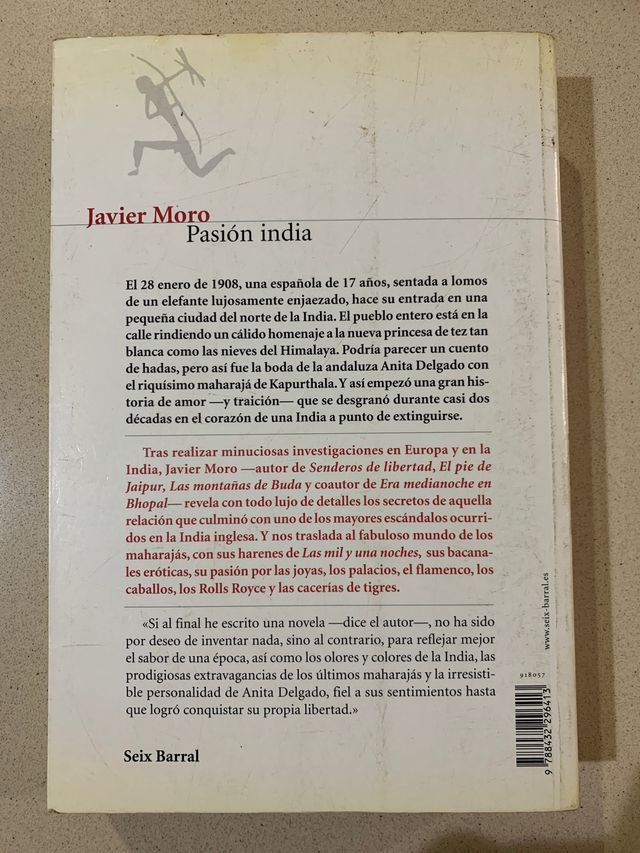 Javier Moro
Pasión india
El 28 enero de 1908, una española de 17 años, sentada a lomos
de un elefante lujosamente enjaezado, hace su entrada en una
pequeña ciudad del norte de la India. El pueblo entero está en la
calle rindiendo un cálido homenaje a la nueva princesa de tez tan
blanca como las nieves del Himalaya. Podría parecer un cuento
de hadas, pero así fue la boda de la andaluza Anita Delgado con
el riquísimo maharajá de Kapurthala. Y así empezó una gran his-
toria de amor —y traición— que se desgranó durante casi dos
décadas en el corazón de una India a punto de extinguirse.
Tras realizar minuciosas investigaciones en Europa y en la
India, Javier Moro —autor de Senderos de libertad, El pie de
Jaipur, Las montañas de Buda y coautor de Era medianoche en
Bhopal— revela con todo lujo de detalles los secretos de aquella
relación que culminó con uno de los mayores escándalos ocurri-
dos en la India inglesa. Y nos traslada al fabuloso mundo de los
maharajás, con sus harenes de Las mil y una noches, sus bacana-
les eróticas, su pasión por las joyas, los palacios, el flamenco, los
caballos, los Rolls Royce y las cacerías de tigres.
«Si al final he escrito una novela —dice el autor—, no ha sido
por deseo de inventar nada, sino al contrario, para reflejar mejor
el sabor de una época, así como los olores y colores de la India, las
prodigiosas extravagancias de los últimos maharajás y la irresisti-
ble personalidad de Anita Delgado, fiel a sus sentimientos hasta
que logró conquistar su propia libertad.»
Seix Barral
www.seix-barral.es
918057
9 788432 296413